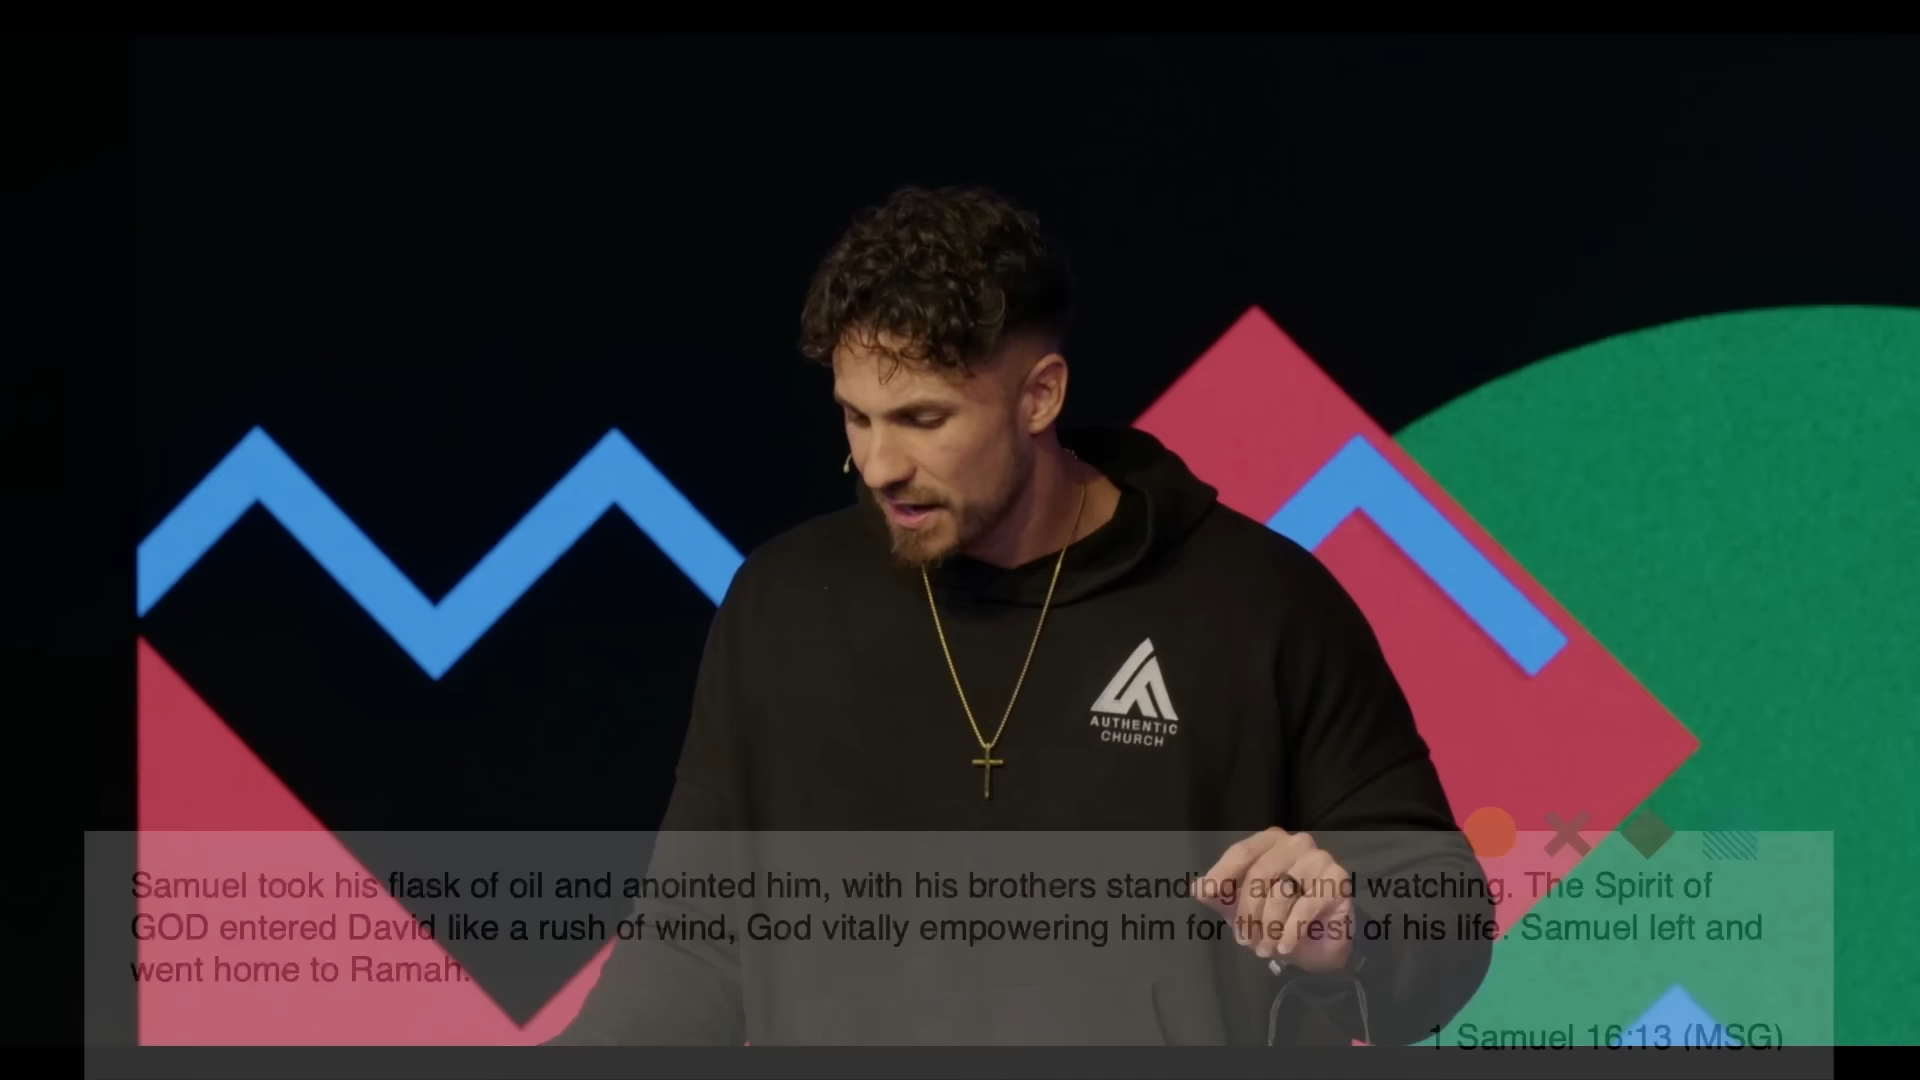 AUTHENTIC
CHURCH
Samuel took his flask of oil and anointed him, with his brothers standing around watching. The Spirit of
GOD entered David like a rush of wind, God vitally empowering him for the rest of his life. Samuel left and
went home to Ramah.
1 Samuel 16:13 (MSG)